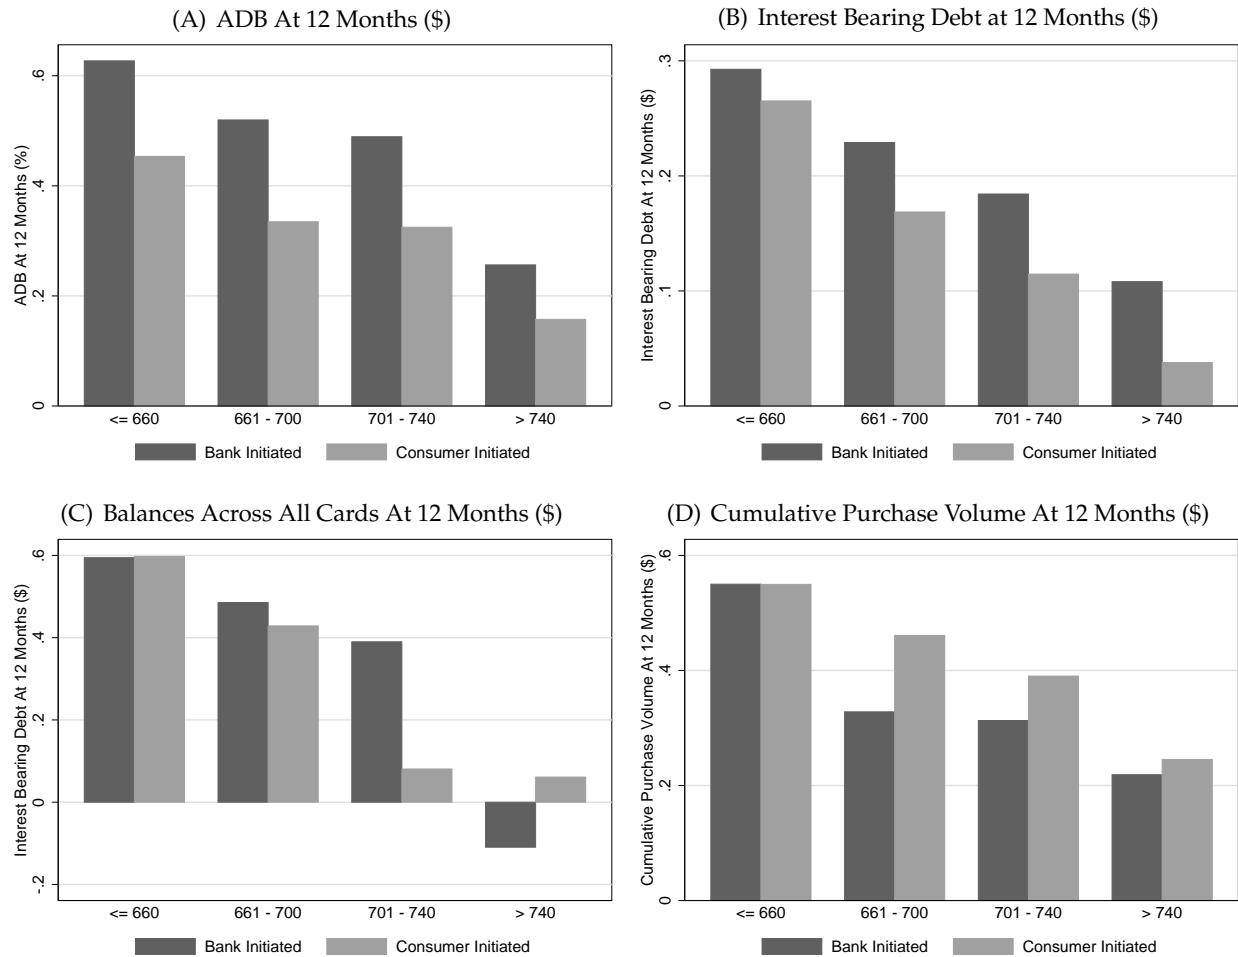 (A) ADB At 12 Months ($)
ADB At 12 Months (%)
.6
.4
.2
0
<= 660 661 - 700 701 - 740 > 740
Bank Initiated Consumer Initiated
(B) Interest Bearing Debt at 12 Months ($)
Interest Bearing Debt At 12 Months ($)
.3
.2
.1
0
<= 660 661 - 700 701 - 740 > 740
Bank Initiated Consumer Initiated
(C) Balances Across All Cards At 12 Months ($)
Interest Bearing Debt At 12 Months ($)
.6
.4
.2
0
-.2
<= 660 661 - 700 701 - 740 > 740
Bank Initiated Consumer Initiated
(D) Cumulative Purchase Volume At 12 Months ($)
Cumulative Purchase Volume At 12 Months ($)
.6
.4
.2
0
<= 660 661 - 700 701 - 740 > 740
Bank Initiated Consumer Initiated